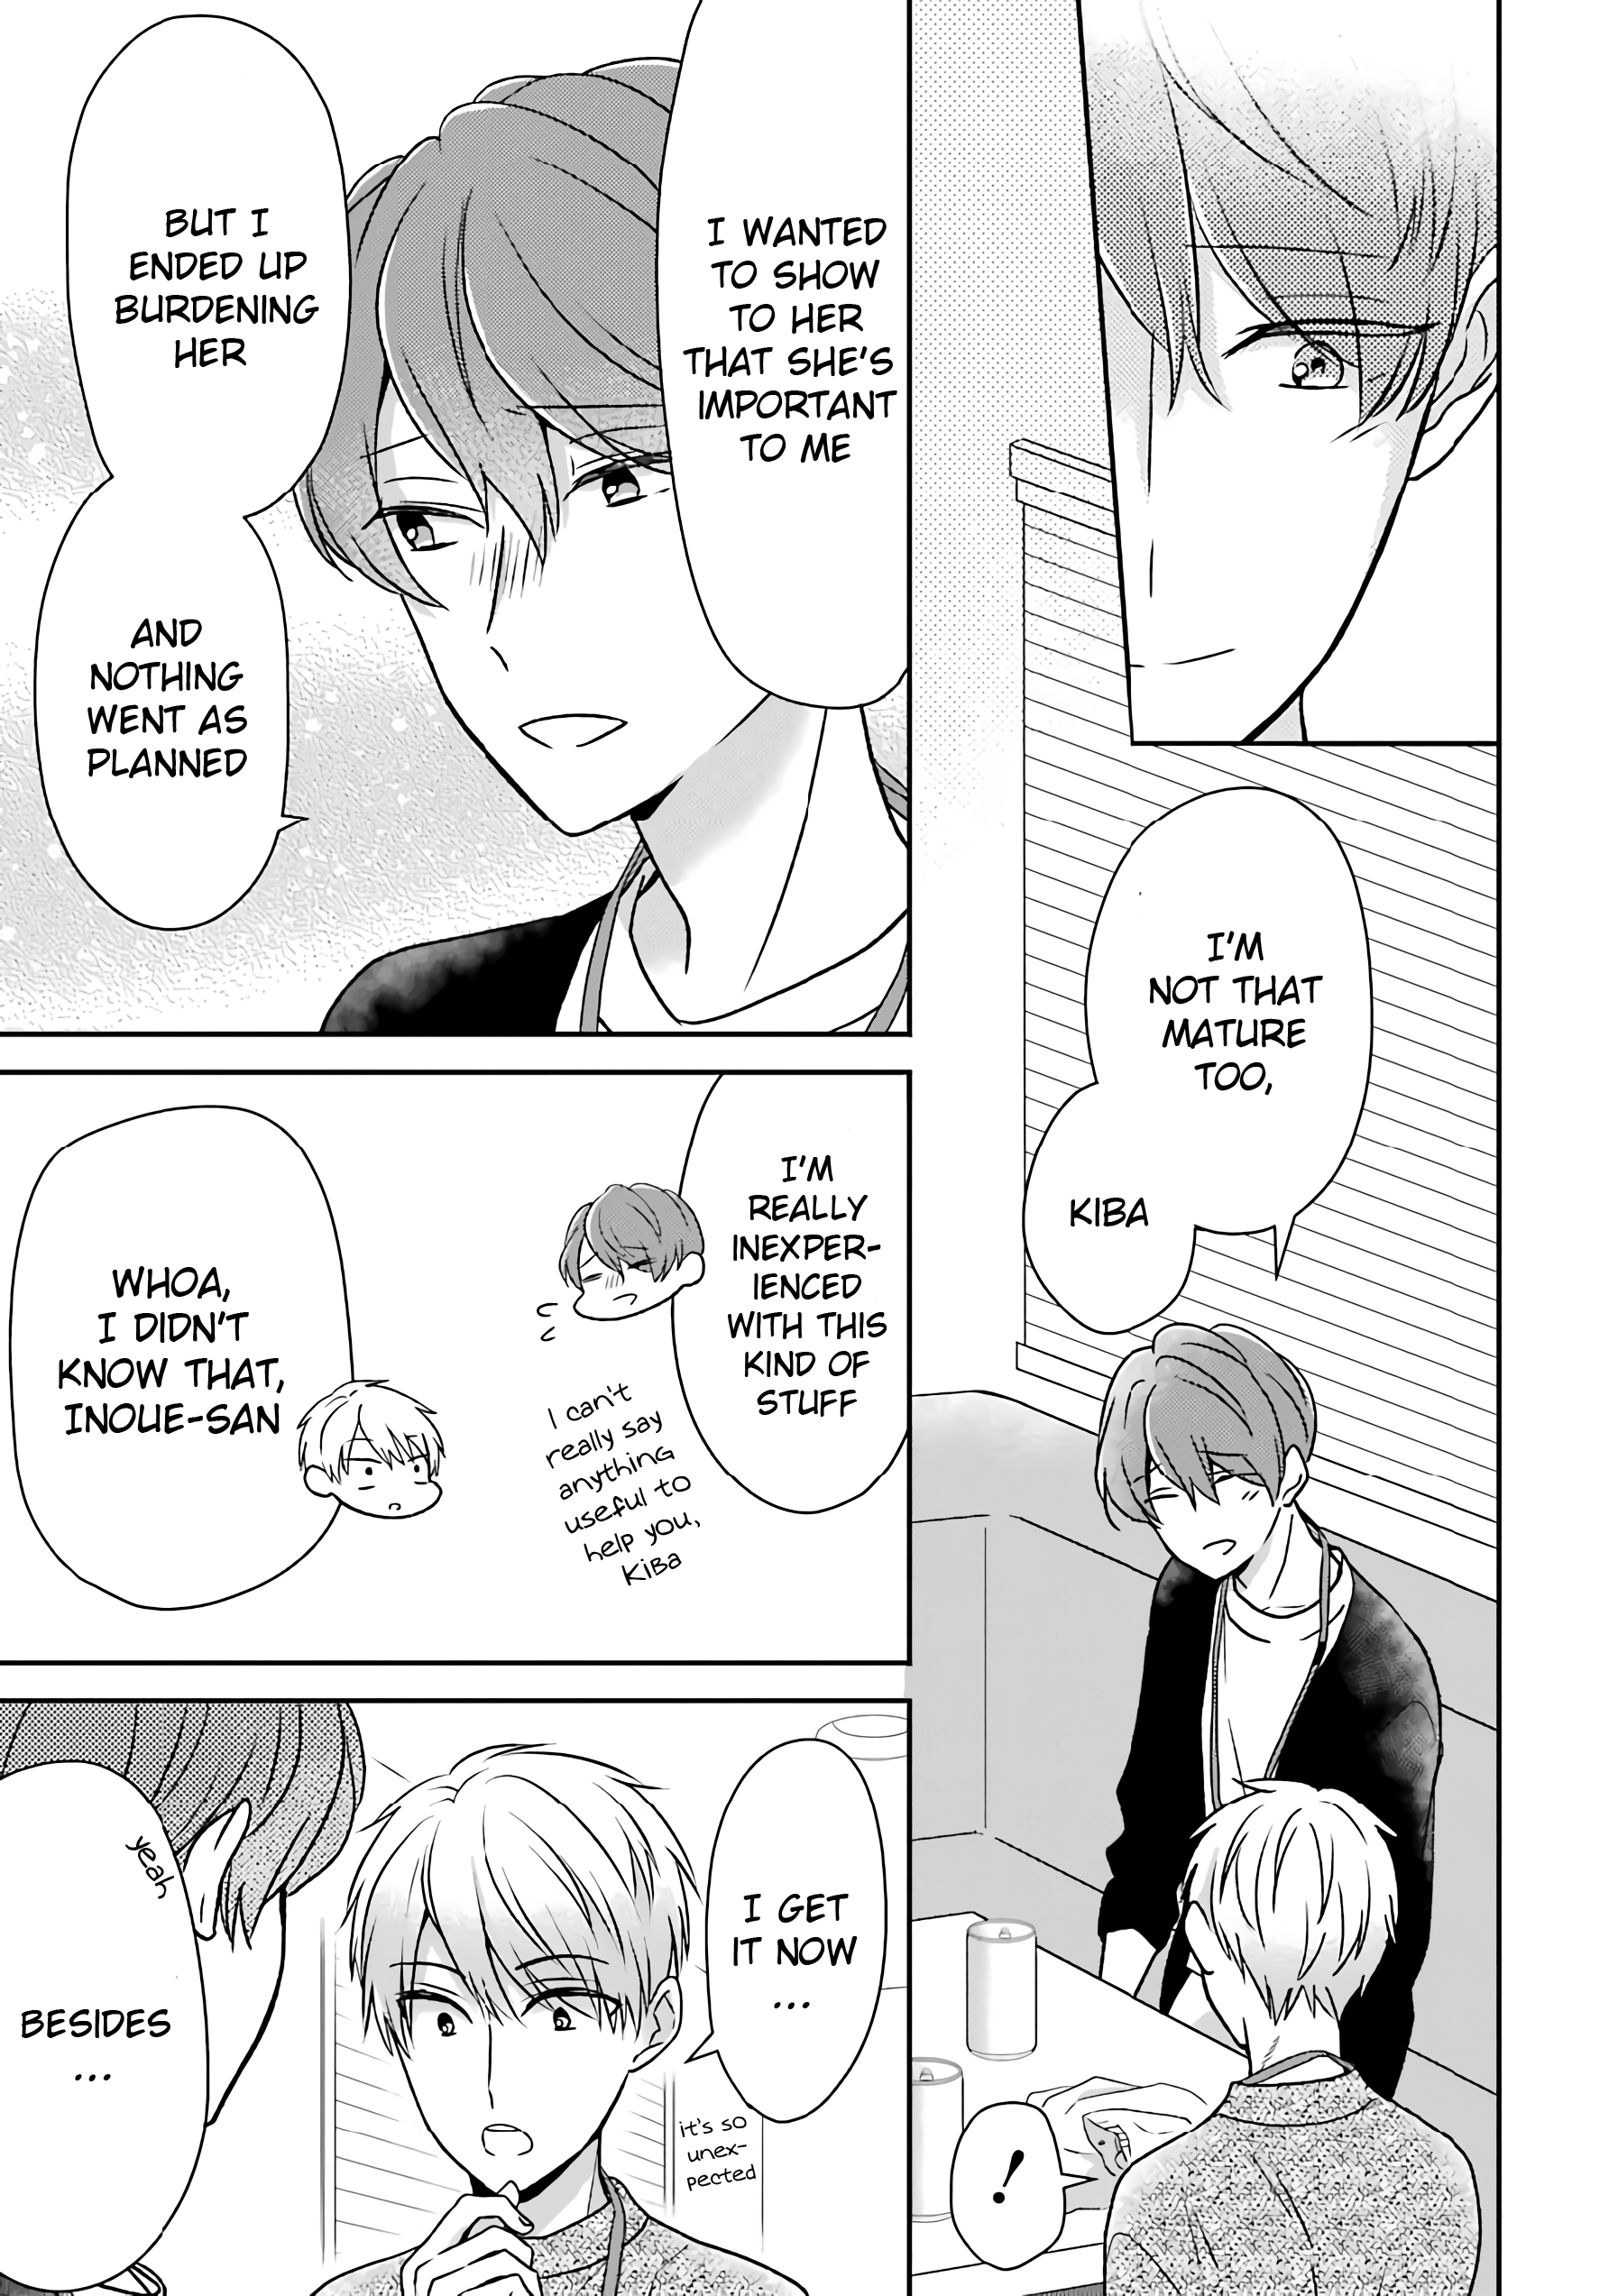 I'M
NOT THAT
MATURE
TOO,
KIBA
!
I WANTED
TO SHOW
TO HER
THAT SHE'S
IMPORTANT
TO ME
BUT I
ENDED UP
BURDENING
HER
AND
NOTHING
WENT AS
PLANNED
I'M
REALLY
INEXPER-
IENCED
WITH THIS
KIND OF
STUFF
I can't
really say
anything
useful to
help you,
KiBa
WHOA,
I DIDN'T
KNOW THAT,
INOUE-SAN
I GET
IT NOW
...
it's so
unex-
pected
yeah
BESIDES
...